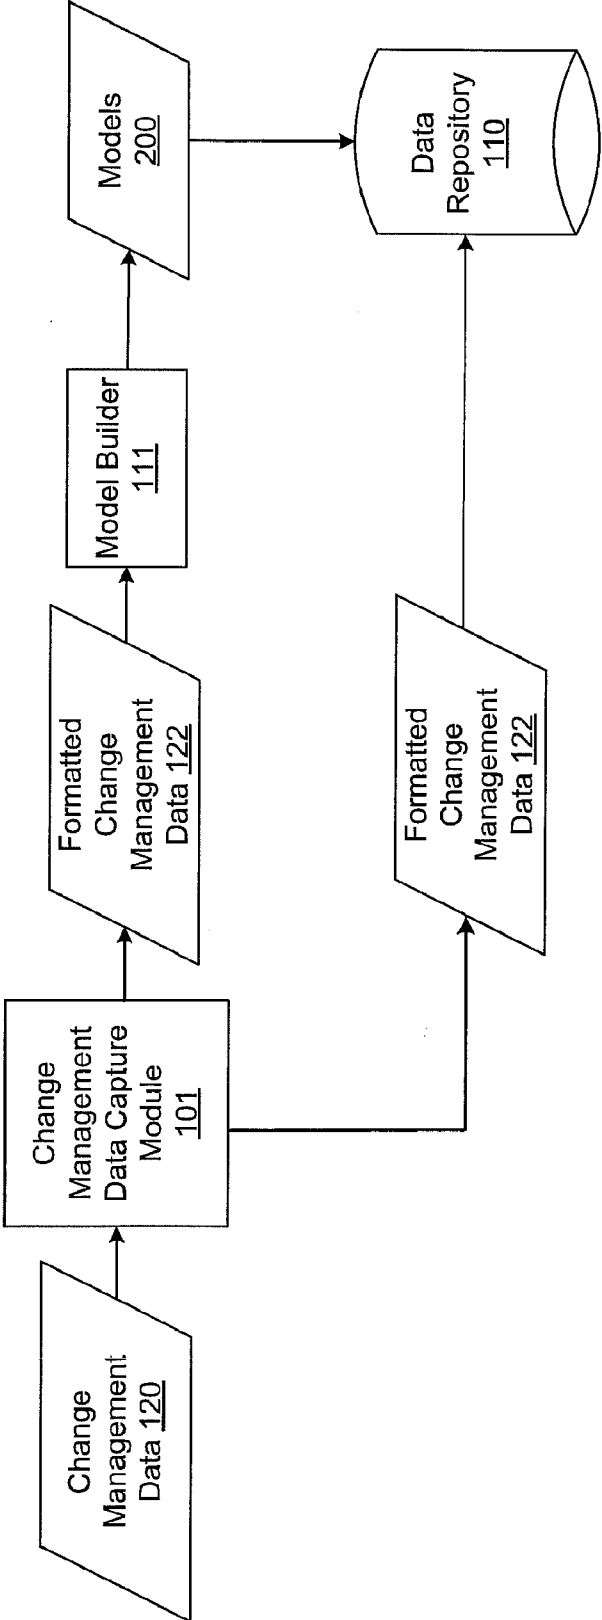 Change
Management
Data 120
Change
Management
Data Capture
Module
101
Formatted
Change
Management
Data 122
Model Builder
111
Models
200
Formatted
Change
Management
Data 122
Data
Repository
110